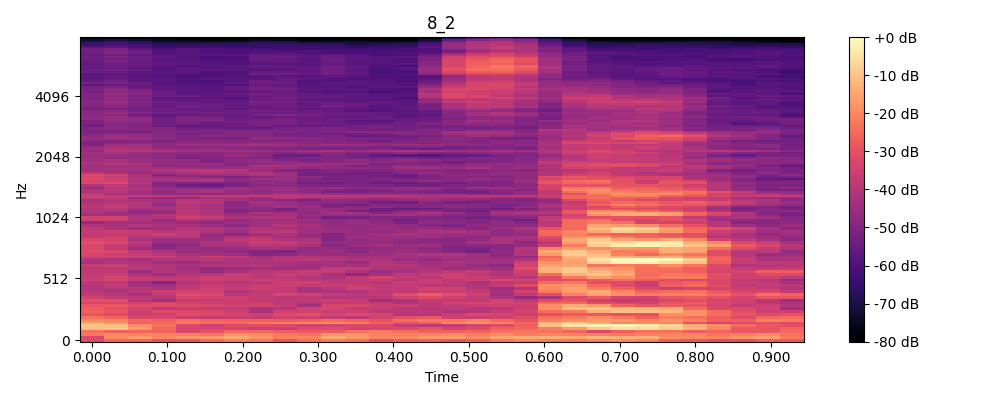 8_2
+0 dB
4096
-10 dB
-20 dB
2048
-30 dB
Hz
1024
-40 dB
-50 dB
512
-60 dB
-70 dB
0
-80 dB
0.000 0.100 0.200 0.300 0.400 0.500 0.600 0.700 0.800 0.900
Time